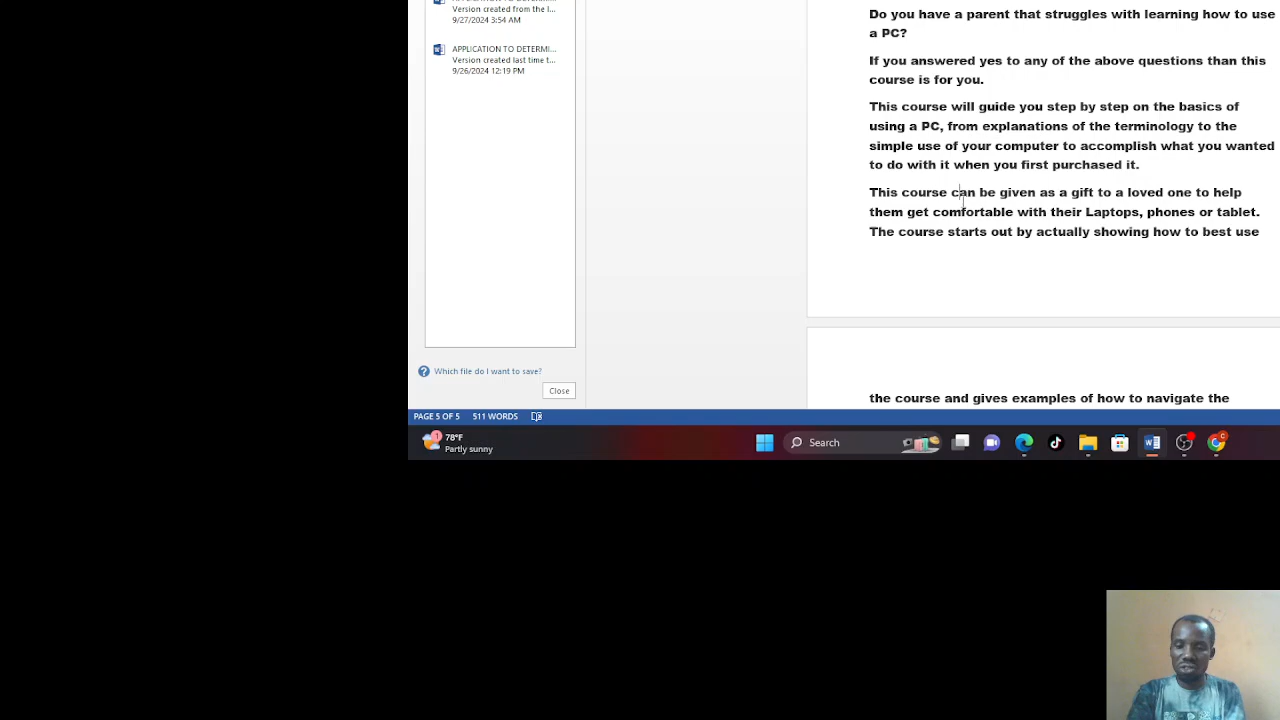 Version created from the l...
9/27/2024 3:54 AM
APPLICATION TO DETERMI...
Version created last time t...
9/26/2024 12:19 PM
Which file do I want to save?
Close
Do you have a parent that struggles with learning how to use
a PC?
If you answered yes to any of the above questions than this
course is for you.
This course will guide you step by step on the basics of
using a PC, from explanations of the terminology to the
simple use of your computer to accomplish what you wanted
to do with it when you first purchased it.
This course can be given as a gift to a loved one to help
them get comfortable with their Laptops, phones or tablet.
The course starts out by actually showing how to best use
the course and gives examples of how to navigate the
PAGE 5 OF 5 511 WORDS
78°F
Partly sunny
Search